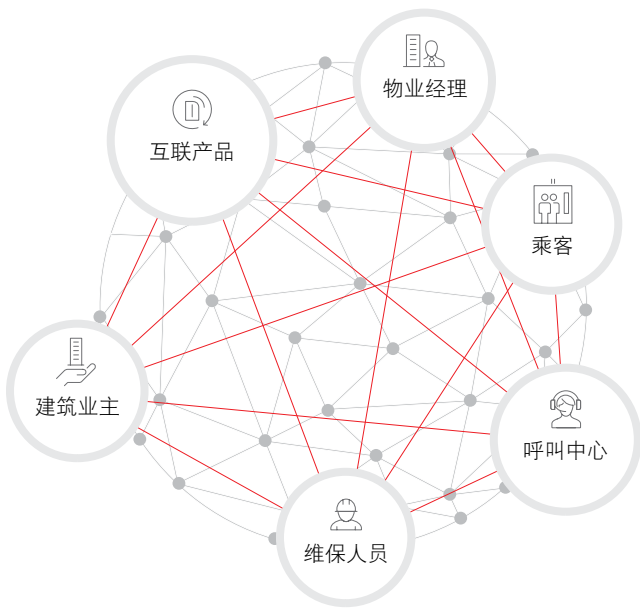 物业经理
互联产品
乘客
建筑业主
呼叫中心
维保人员